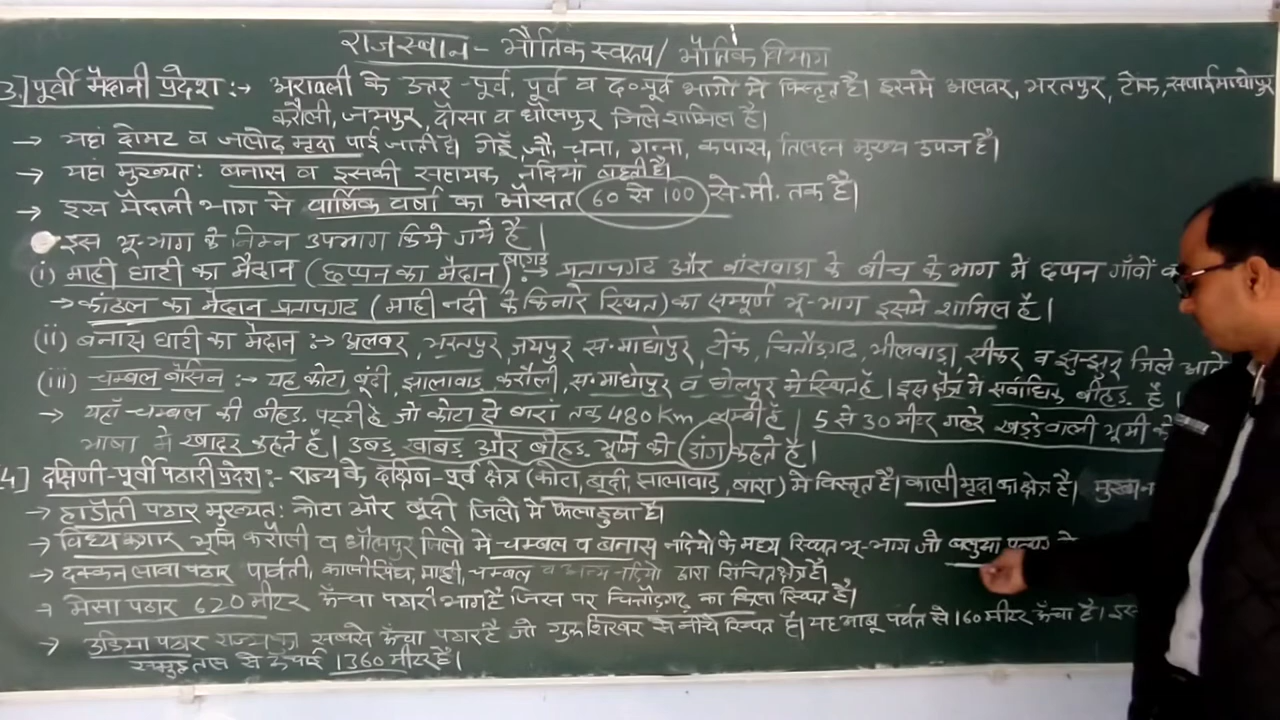 राजस्थान - भौतिक स्वरूप/ भौतिक विभाग
3.] पूर्वी मैदानी प्रदेश :→ अरावली के उत्तर-पूर्व, पूर्व व द०पूर्व भागो मे विस्तृत है। इसमे अलवर, भरतपुर, टोंक, सवाईमाधोपुर
करौली, जयपुर, दौसा व धौलपुर जिले शामिल है।
→ यहां दोमट व जलोढ़ मृदा पाई जाती है। गेहूँ, जौ, चना, गन्ना, कपास, तिलहन मुख्य उपज है।
→ यहां मुख्यत: बनास व इसकी सहायक नदियां बहती है।
→ इस मैदानी भाग मे वार्षिक वर्षा का औसत 60 से 100 से.मी. तक है।
इस भू-भाग के निम्न उपभाग किये गये है।
(i) माही घाटी का मैदान (छप्पन का मैदान) बागड़ :→ प्रतापगढ और बांसवाडा के बीच के भाग मे छप्पन गाँवों
→ कांठल का मैदान प्रतापगढ (माही नदी के किनारे स्थित) का सम्पूर्ण भू-भाग इसमे शामिल है।
(ii) बनास घाटी का मैदान :→ अलवर, भरतपुर, जयपुर स.माधोपुर, टोंक, चितौडगढ, भीलवाडा, सीकर व झुन्झुनू जिले आते
(iii) चम्बल बेसिन :→ यह कोटा, बूंदी, झालावाड, करौली, स.माधोपुर व धोलपुर मे स्थित है। इस क्षेत्र मे सर्वाधिक बीहड है।
→ यहाँ चम्बल की बीहड पट्टी है जो कोटा से बारां तक 480 Km लम्बी है। 5 से 30 मीटर गहरे खड्डे वाली भूमी को
भाषा मे खादर कहते है। उबड खाबड और बीहड भूमि को डांग कहते है।
4] दक्षिणी-पूर्वी पठारी प्रदेश :- राज्य के दक्षिण-पूर्व क्षेत्र (कोटा, बूदी, झालावाड, बारा) मे विस्तृत है। काली मृदा का क्षेत्र है।
→ हाडौती पठार मुख्यत: कोटा और बूंदी जिलो मे फैला हुआ है।
→ विंध्य कगार भूमि करौली व धौलपुर जिलो मे चम्बल व बनास नदियो के मध्य स्थित भू-भाग जो बलुआ
→ दक्कन लावा पठार पार्वती, कालीसिंध, माही, चम्बल व अन्य नदियो द्वारा सिंचित क्षेत्र है।
→ मेसा पठार 620 मीटर ऊँचा पठारी भाग है जिस पर चितौडगढ का किला स्थित है।
→ उडिया पठार राज्य का सबसे ऊँचा पठार है जो गुरुशिखर से नीचे स्थित है। यह आबू पर्वत से 160 मीटर ऊँचा है।
समुद्रतल से ऊंचाई 1360 मीटर है।